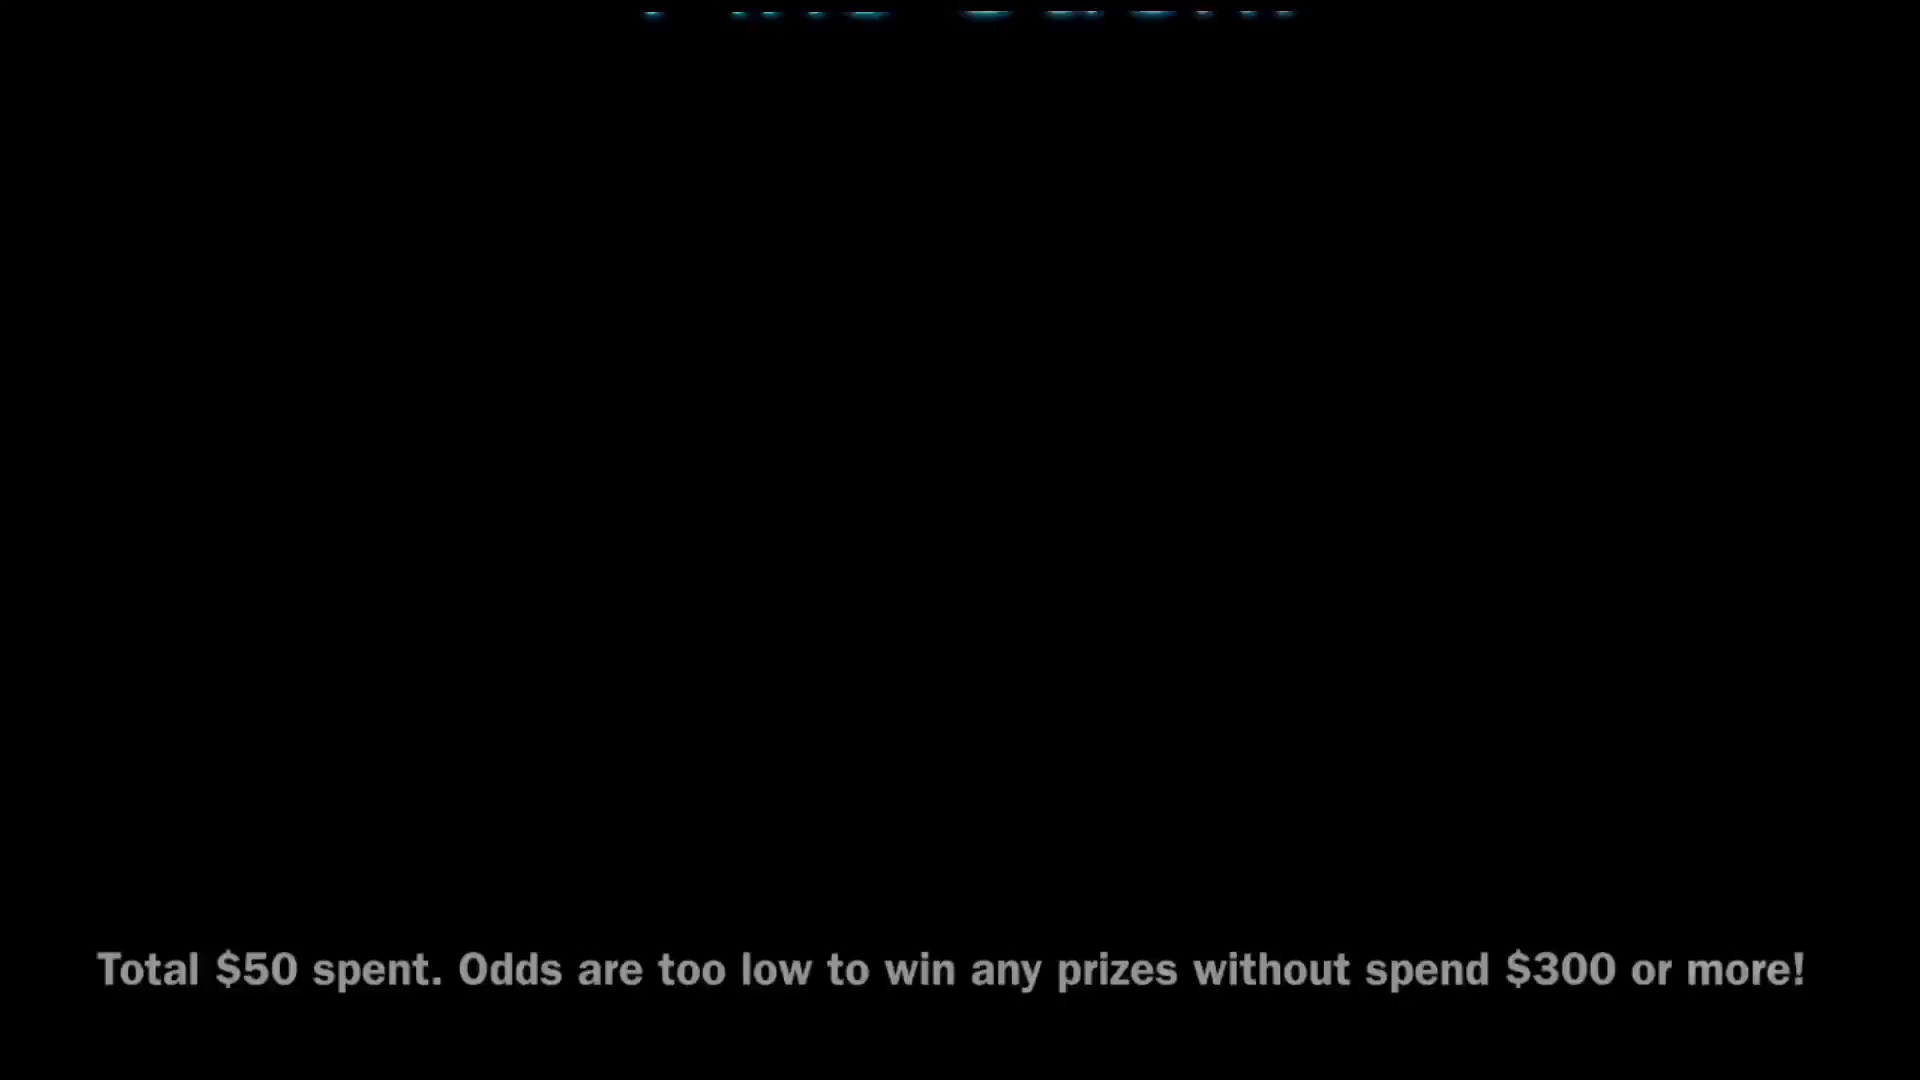 Total $50 spent. Odds are too low to win any prizes without spend $300 or more!